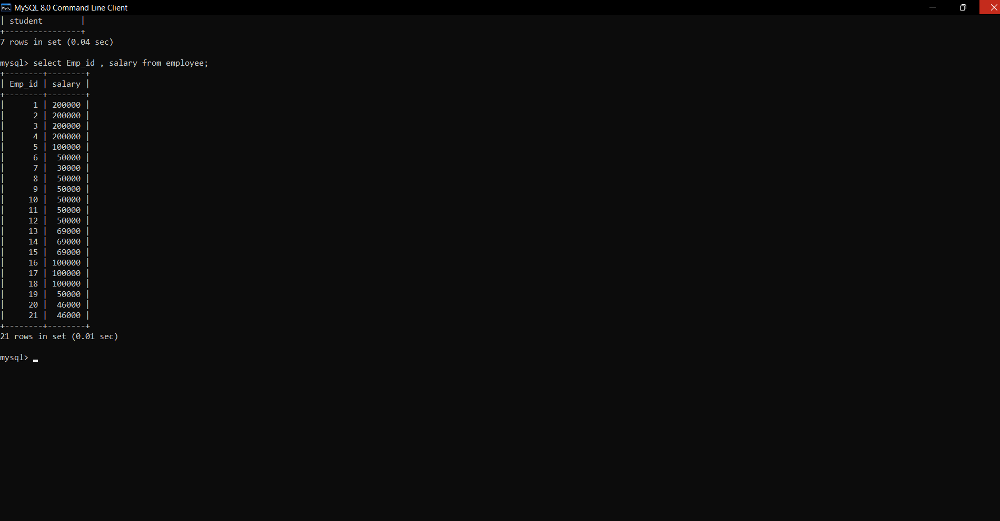 MySQL 8.0 Command Line Client
| student        |
+----------------+
7 rows in set (0.04 sec)
mysql> select Emp_id , salary from employee;
+--------+--------+
| Emp_id | salary |
+--------+--------+
|      1 | 200000 |
|      2 | 200000 |
|      3 | 200000 |
|      4 | 200000 |
|      5 | 100000 |
|      6 |  50000 |
|      7 |  30000 |
|      8 |  50000 |
|      9 |  50000 |
|     10 |  50000 |
|     11 |  50000 |
|     12 |  50000 |
|     13 |  69000 |
|     14 |  69000 |
|     15 |  69000 |
|     16 | 100000 |
|     17 | 100000 |
|     18 | 100000 |
|     19 |  50000 |
|     20 |  46000 |
|     21 |  46000 |
+--------+--------+
21 rows in set (0.01 sec)
mysql>